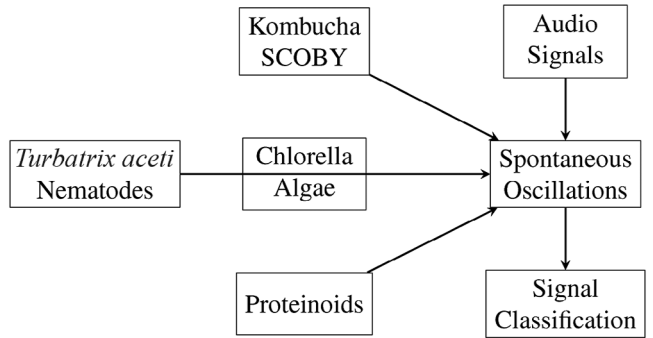 Kombucha
SCOBY
Audio
Signals
Turbatrix aceti
Nematodes
Chlorella
Algae
Spontaneous
Oscillations
Proteinoids
Signal
Classification